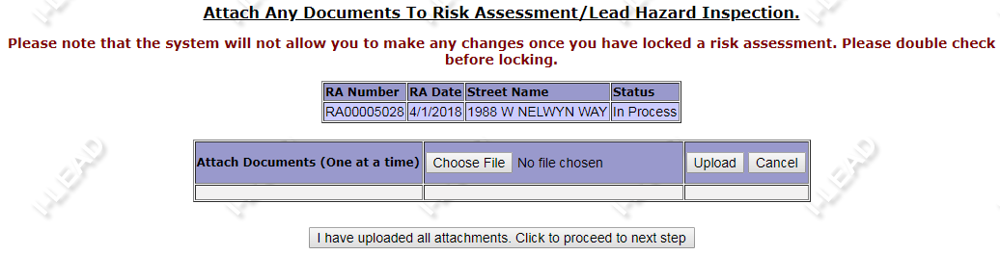 Attach Any Documents To Risk Assessment/Lead Hazard Inspection.
Please note that the system will not allow you to make any changes once you have locked a risk assessment. Please double check
before locking.
RA Number RA Date Street Name Status
RA00005028 4/1/2018 1988 W NELWYN WAY In Process
Attach Documents (One at a time) Choose File No file chosen Upload Cancel
I have uploaded all attachments. Click to proceed to next step
I-LEAD
I-LEAD
I-LEAD